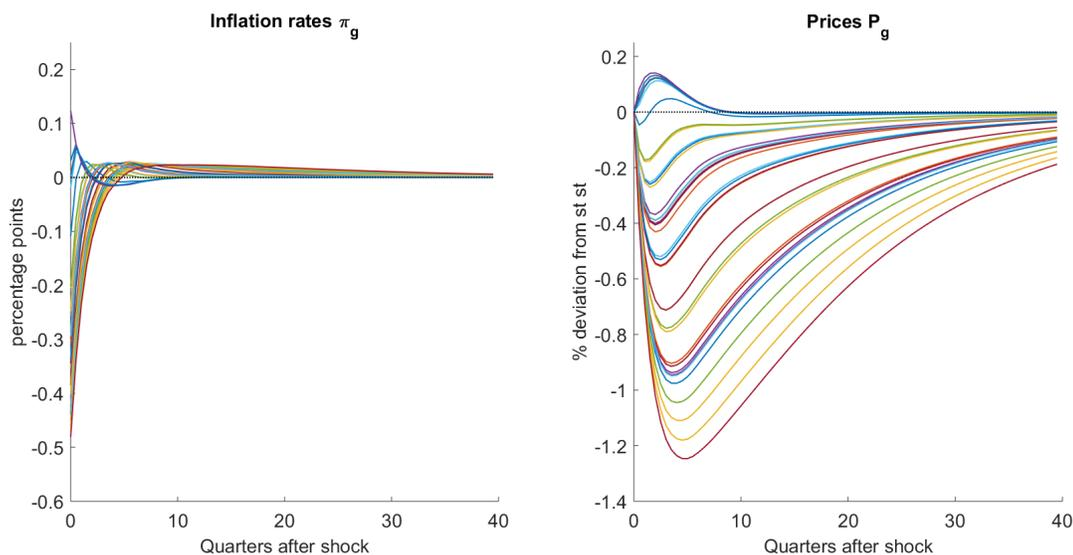 Inflation rates π_g
percentage points
0.2
0.1
0
-0.1
-0.2
-0.3
-0.4
-0.5
-0.6
0 10 20 30 40
Quarters after shock
Prices P_g
% deviation from st st
0.2
0
-0.2
-0.4
-0.6
-0.8
-1
-1.2
-1.4
0 10 20 30 40
Quarters after shock